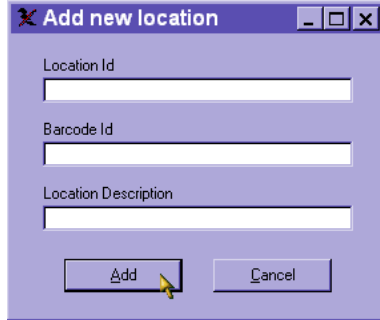 Add new location
Location Id
Barcode Id
Location Description
Add
Cancel